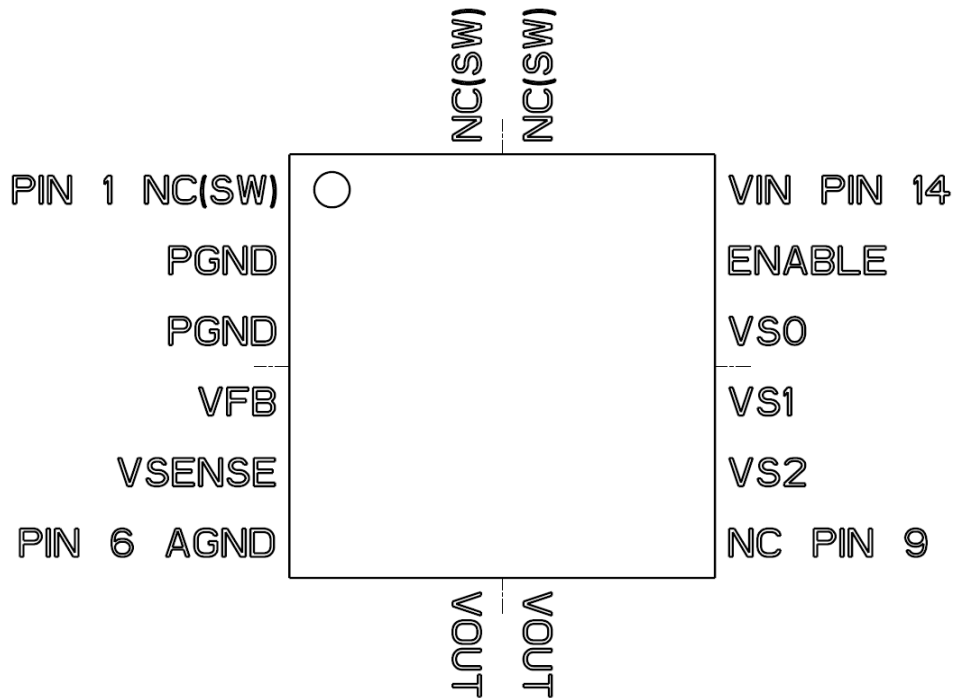 NC(SW)
NC(SW)
PIN 1 NC(SW)
VIN PIN 14
PGND
ENABLE
PGND
VS0
VFB
VS1
VSENSE
VS2
PIN 6 AGND
NC PIN 9
VOUT
VOUT